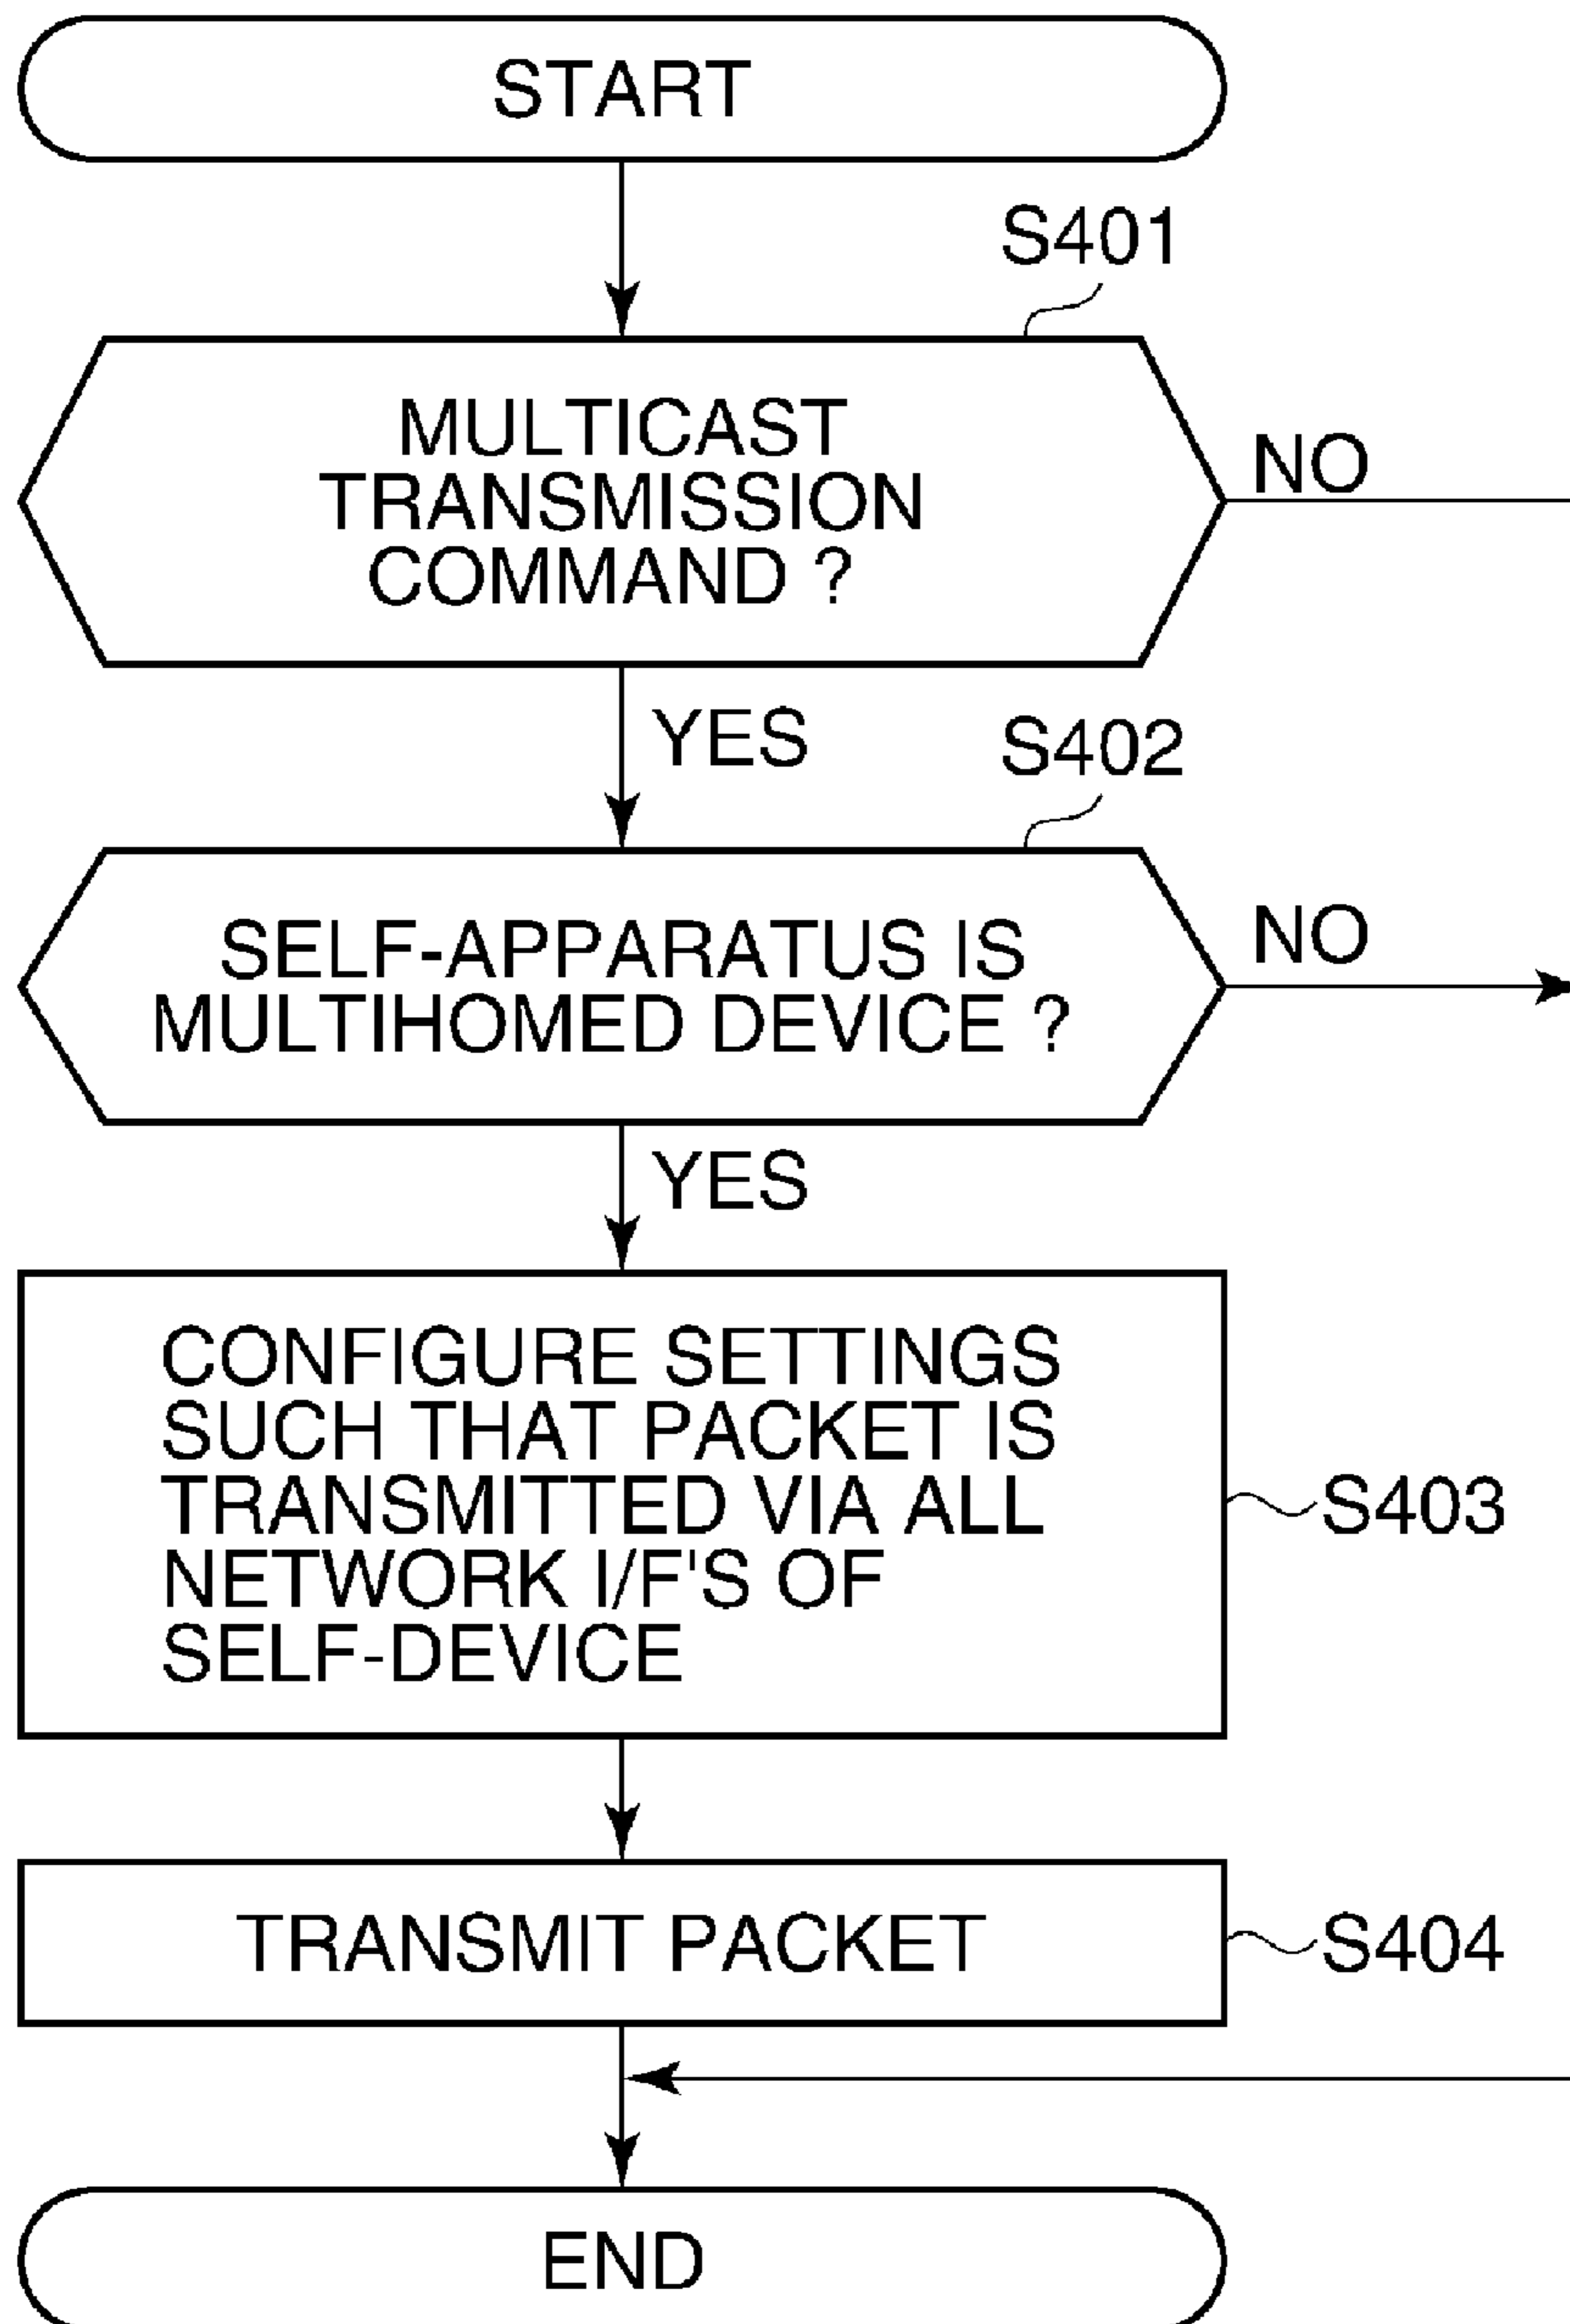 START
S401
MULTICAST
TRANSMISSION
COMMAND ?
NO
YES
S402
SELF-APPARATUS IS
MULTIHOMED DEVICE ?
NO
YES
CONFIGURE SETTINGS
SUCH THAT PACKET IS
TRANSMITTED VIA ALL
NETWORK I/F'S OF
SELF-DEVICE
S403
TRANSMIT PACKET
S404
END